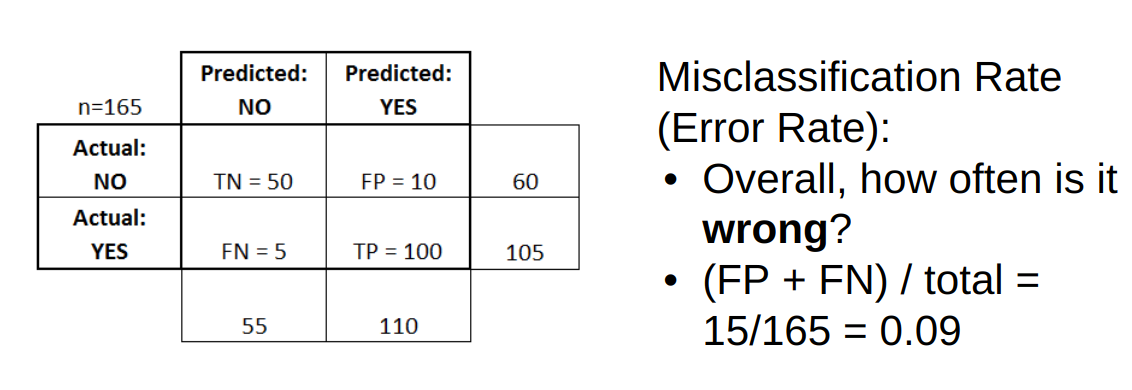 Predicted: Predicted:
n=165 NO YES
Actual:
NO TN = 50 FP = 10 60
Actual:
YES FN = 5 TP = 100 105
55 110
Misclassification Rate
(Error Rate):
• Overall, how often is it
wrong?
• (FP + FN) / total =
15/165 = 0.09